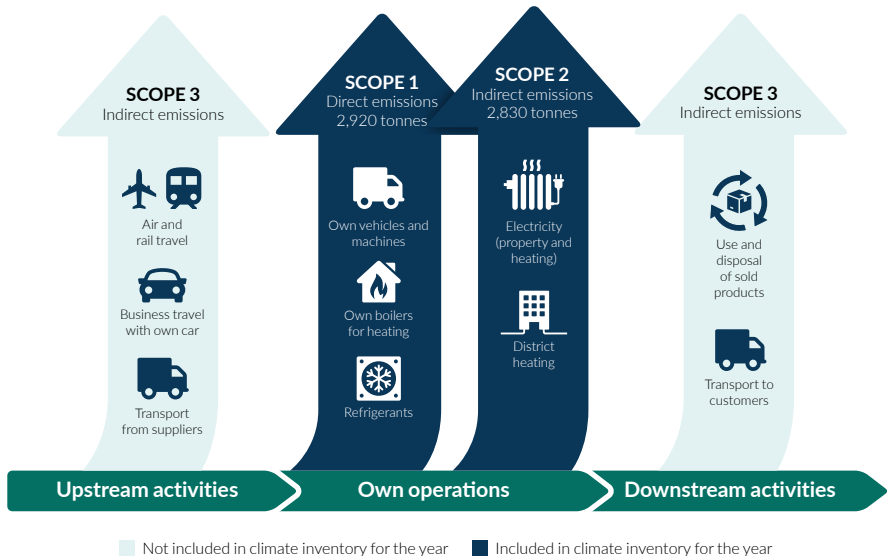 SCOPE 3
Indirect emissions
Air and
rail travel
Business travel
with own car
Transport
from suppliers
SCOPE 1
Direct emissions
2,920 tonnes
Own vehicles and
machines
Own boilers
for heating
Refrigerants
SCOPE 2
Indirect emissions
2,830 tonnes
Electricity
(property and
heating)
District
heating
SCOPE 3
Indirect emissions
Use and
disposal
of sold
products
Transport to
customers
Upstream activities
Own operations
Downstream activities
Not included in climate inventory for the year
Included in climate inventory for the year